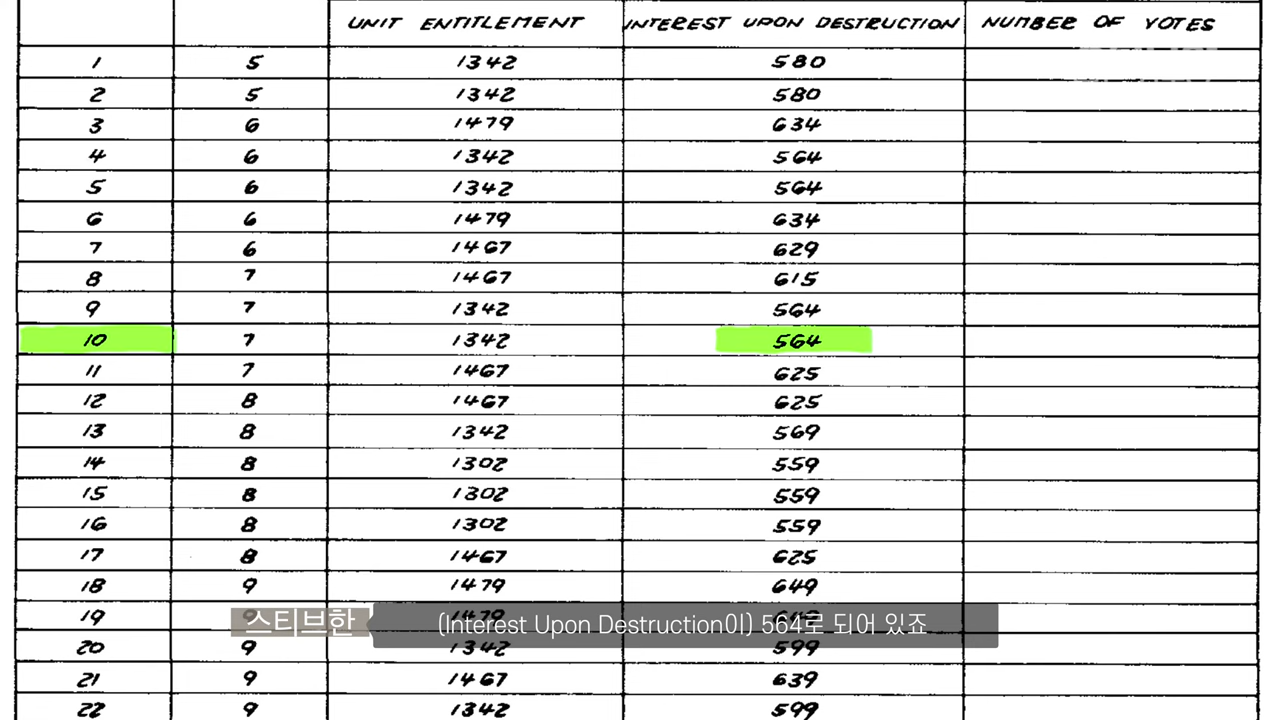 UNIT ENTITLEMENT INTEREST UPON DESTRUCTION NUMBER OF VOTES
1 5 1342 580
2 5 1342 580
3 6 1479 634
4 6 1342 564
5 6 1342 564
6 6 1479 634
7 6 1467 629
8 7 1467 615
9 7 1342 564
10 7 1342 564
11 7 1467 625
12 8 1467 625
13 8 1342 569
14 8 1302 559
15 8 1302 559
16 8 1302 559
17 8 1467 625
18 9 1479 649
19 9 1479
스티브한 (Interest Upon Destruction이) 564로 되어 있죠
20 9 1342 599
21 9 1467 639
22 9 1342 599